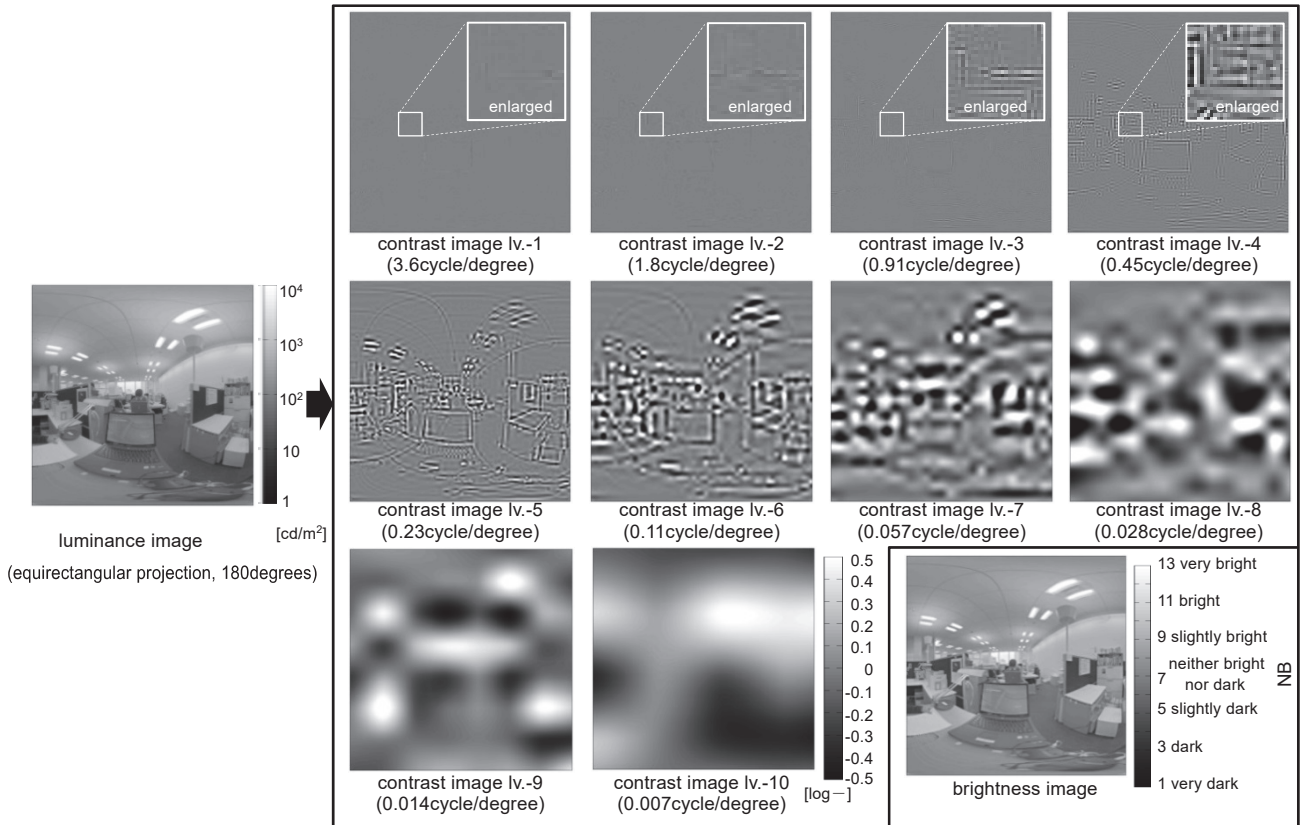 enlarged
enlarged
enlarged
enlarged
contrast image lv.-1
(3.6cycle/degree)
contrast image lv.-2
(1.8cycle/degree)
contrast image lv.-3
(0.91cycle/degree)
contrast image lv.-4
(0.45cycle/degree)
10⁴
10³
10²
10
1
[cd/m²]
luminance image
(equirectangular projection, 180degrees)
contrast image lv.-5
(0.23cycle/degree)
contrast image lv.-6
(0.11cycle/degree)
contrast image lv.-7
(0.057cycle/degree)
contrast image lv.-8
(0.028cycle/degree)
contrast image lv.-9
(0.014cycle/degree)
contrast image lv.-10
(0.007cycle/degree)
0.5
0.4
0.3
0.2
0
-0.1
-0.2
-0.3
-0.4
-0.5
[log－]
13 very bright
11 bright
9 slightly bright
neither bright
7
nor dark
5 slightly dark
3 dark
1 very dark
NB
brightness image